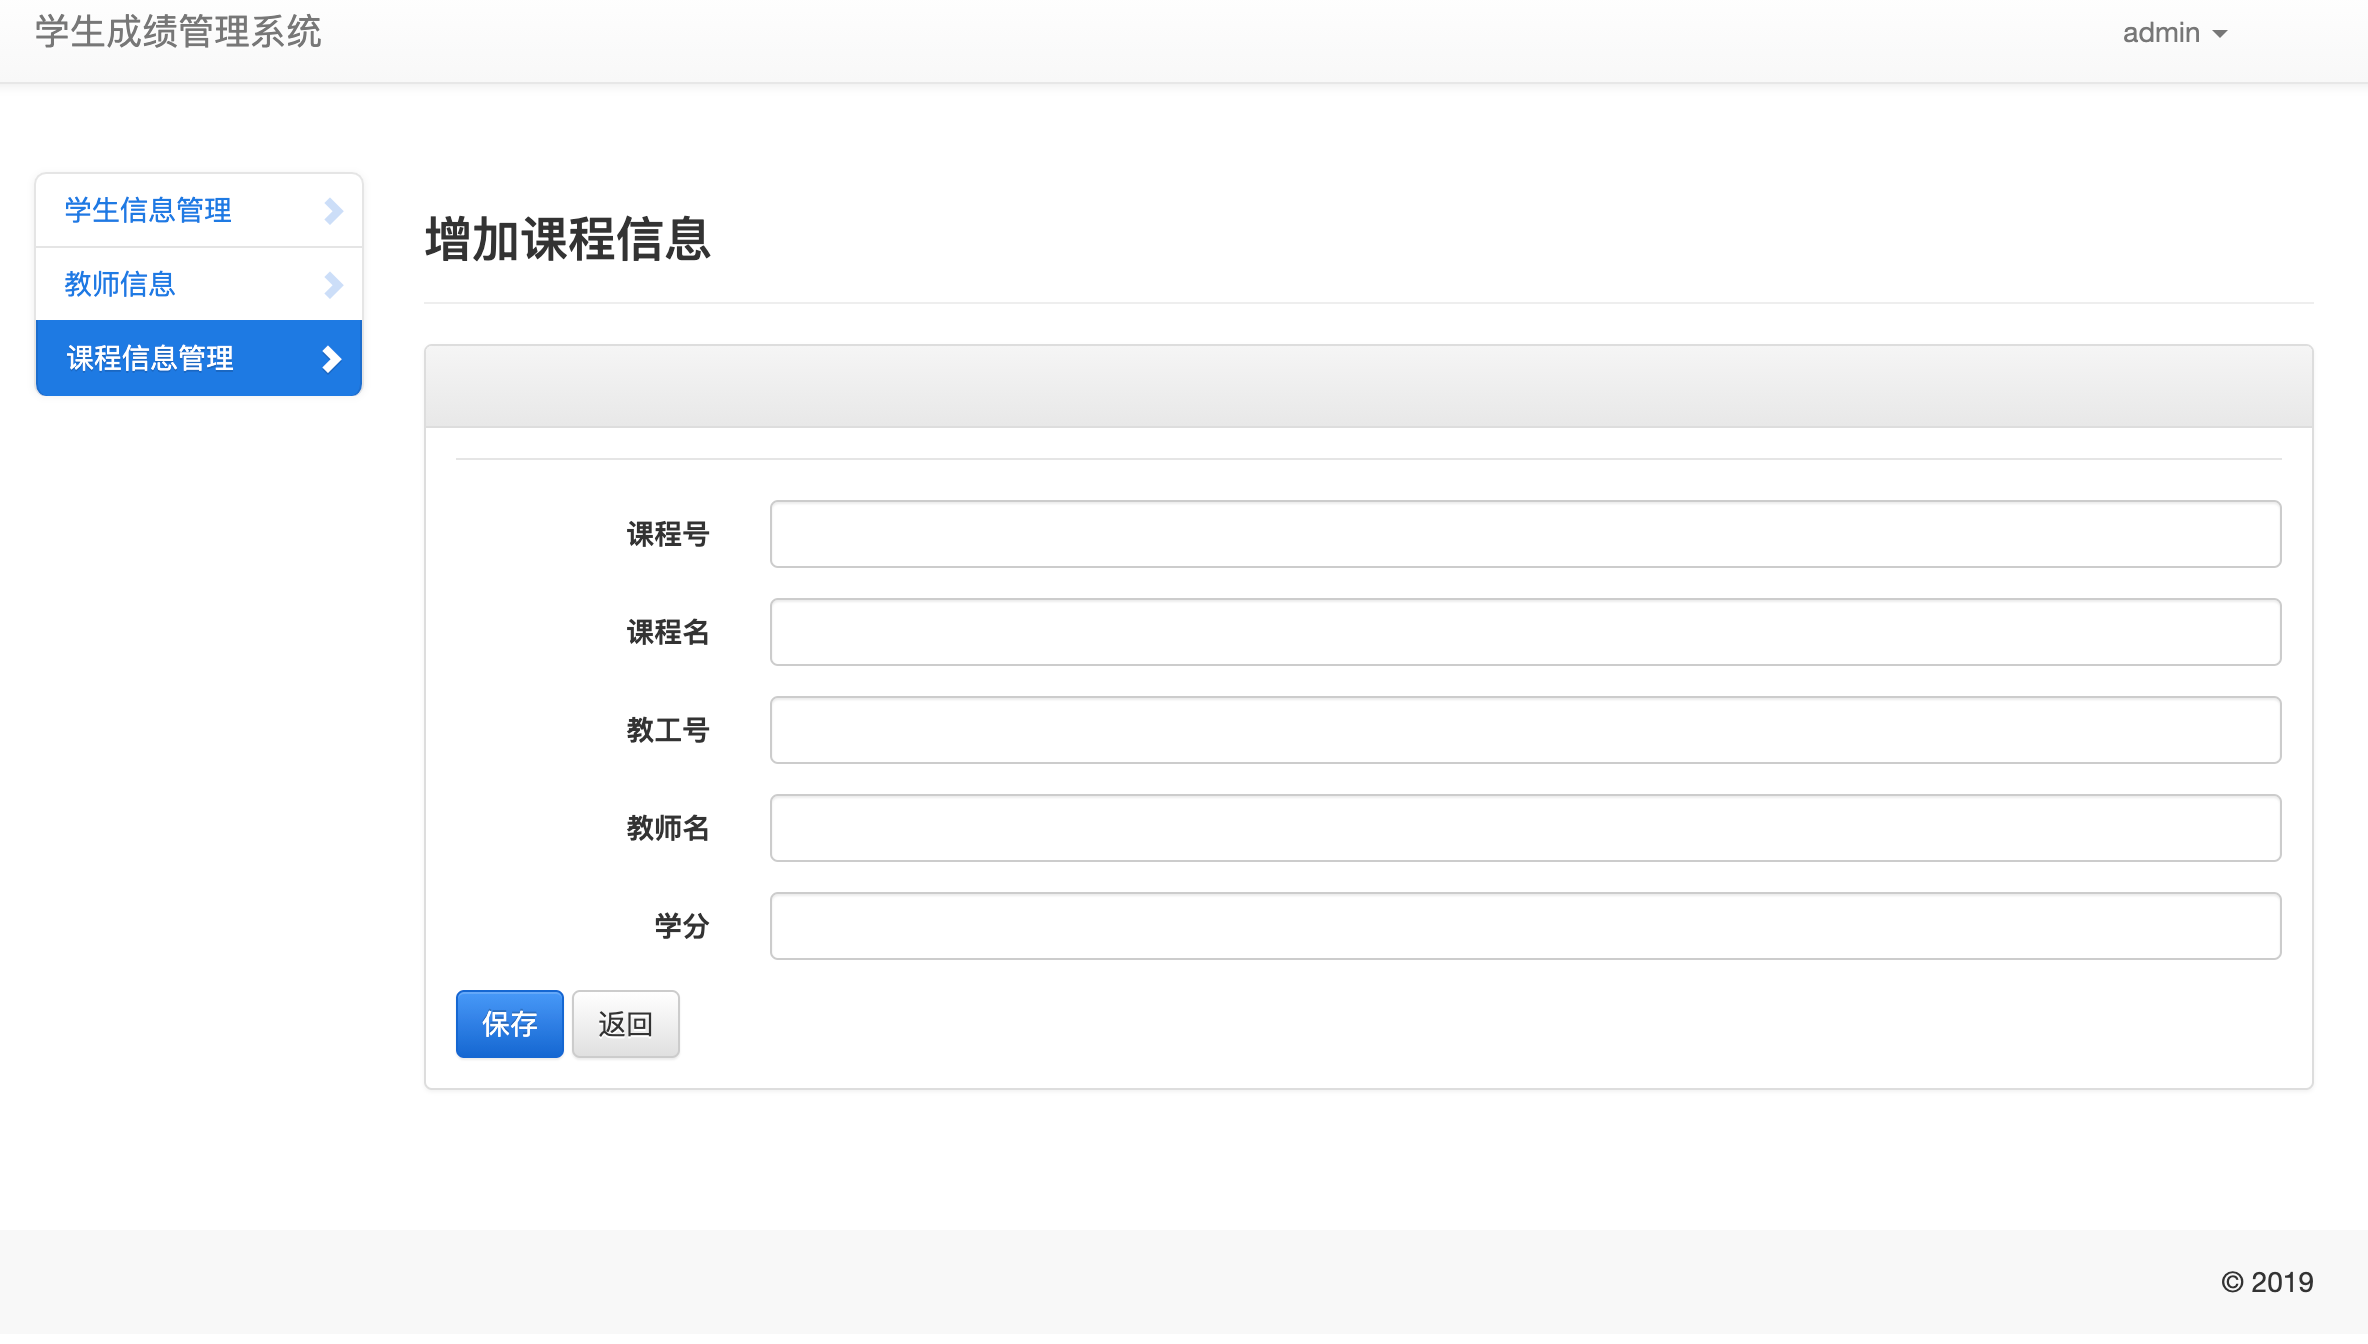 学生成绩管理系统
admin
学生信息管理
教师信息
课程信息管理
增加课程信息
课程号
课程名
教工号
教师名
学分
保存
返回
© 2019